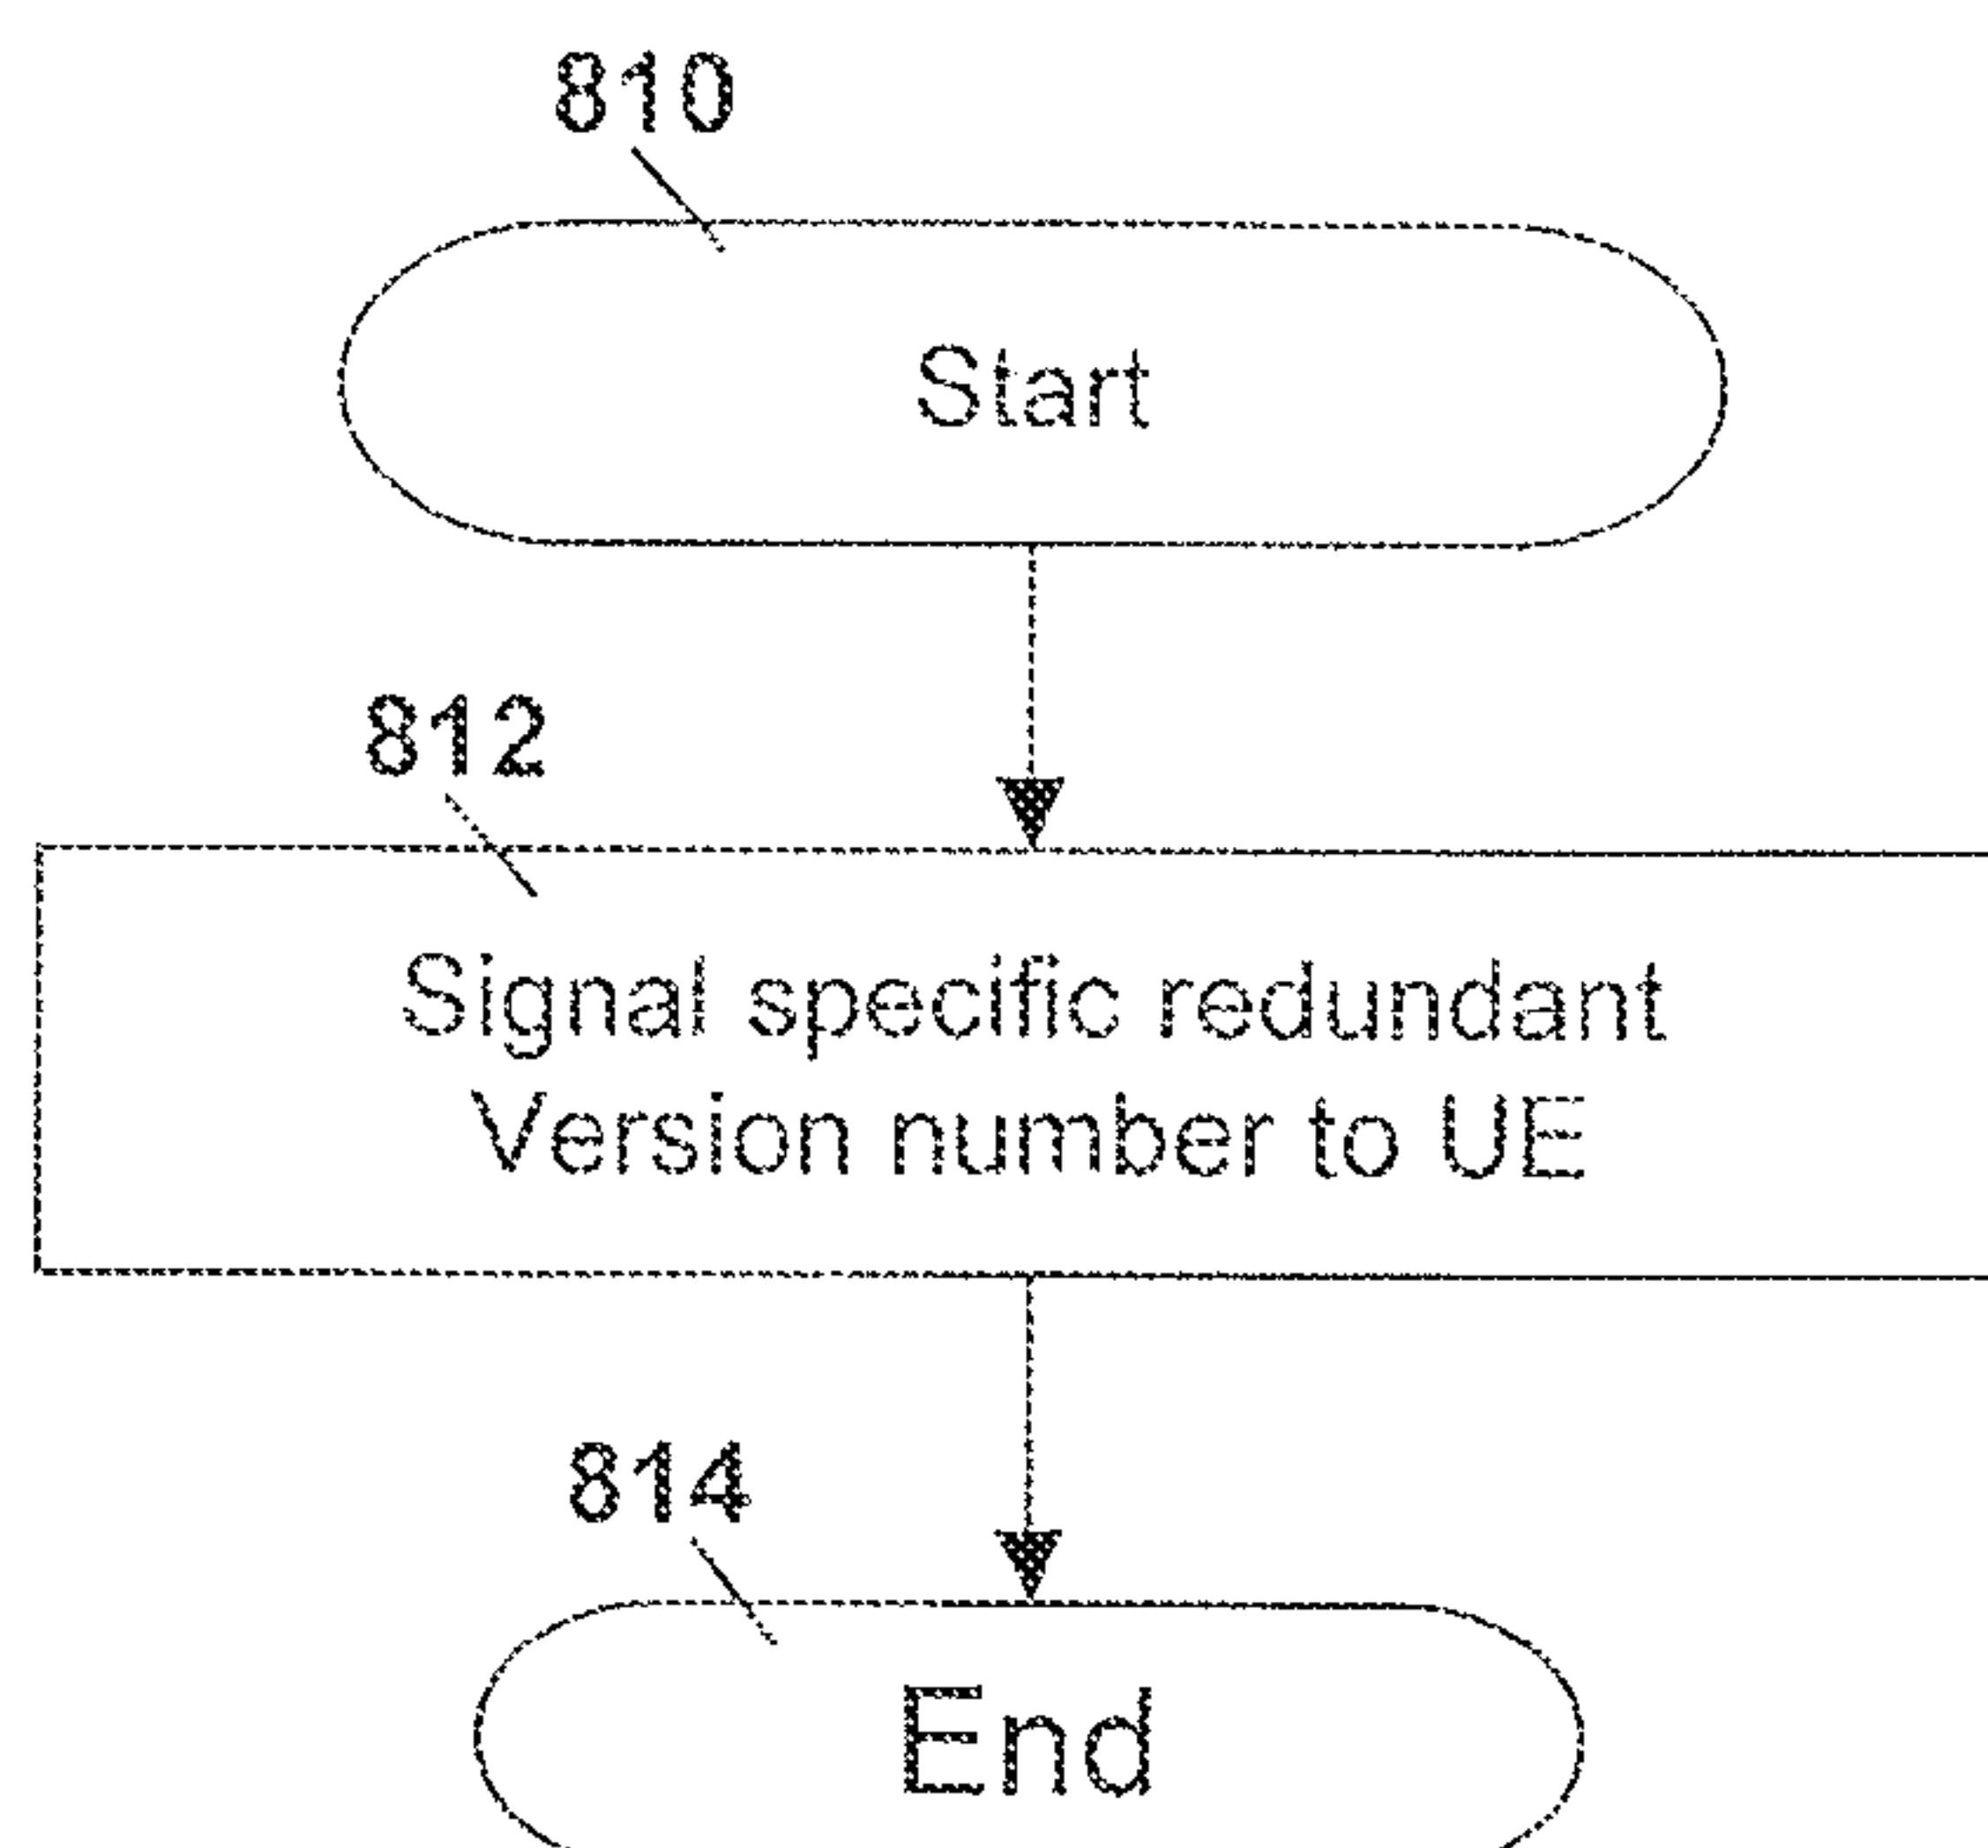 810
Start
812
Signal specific redundant
Version number to UE
814
End